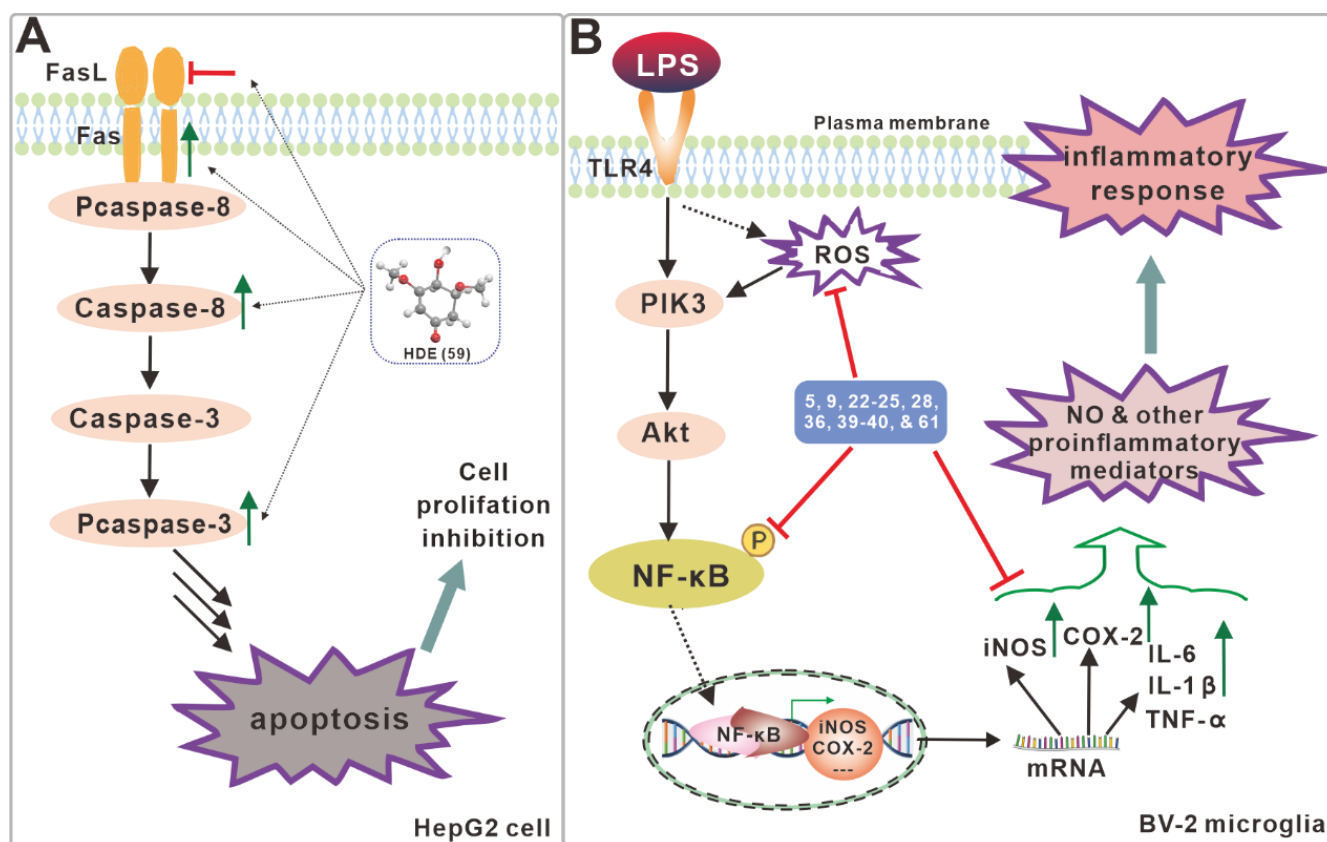 A
FasL
Fas
Pcaspase-8
Caspase-8
Caspase-3
Pcaspase-3
HDE (59)
Cell
prolifation
inhibition
apoptosis
HepG2 cell
B
LPS
Plasma membrane
TLR4
ROS
PIK3
Akt
5, 9, 22-25, 28,
36, 39-40, & 61
P
NF-κB
NF-κB
iNOS
COX-2
---
mRNA
iNOS
COX-2
IL-6
IL-1 β
TNF-α
NO & other
proinflammatory
mediators
inflammatory
response
BV-2 microglia